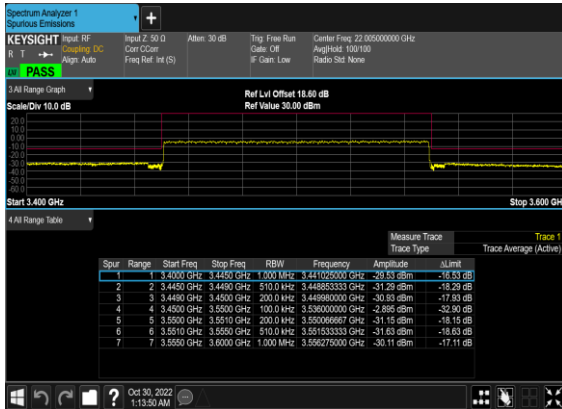 Spectrum Analyzer 1
Spurious Emissions
KEYSIGHT Input: RF Input Z: 50 Ω Atten: 30 dB Trig: Free Run Center Freq: 22.005000000 GHz
R T Coupling: DC Corr CCorr Gate: Off Avg|Hold: 100/100
Align: Auto Freq Ref: Int (S) IF Gain: Low Radio Std: None
PASS
3 All Range Graph
Ref Lvl Offset 18.60 dB
Scale/Div 10.0 dB Ref Value 30.00 dBm
20.0
10.0
0.00
-10.0
-20.0
-30.0
-40.0
-50.0
-60.0
Start 3.400 GHz Stop 3.600 GHz
4 All Range Table
Measure Trace Trace 1
Trace Type Trace Average (Active)
Spur Range Start Freq Stop Freq RBW Frequency Amplitude ΔLimit
1 1 3.4000 GHz 3.4450 GHz 1.000 MHz 3.441025000 GHz -29.53 dBm -16.53 dB
2 2 3.4450 GHz 3.4490 GHz 510.0 kHz 3.448853333 GHz -31.29 dBm -18.29 dB
3 3 3.4490 GHz 3.4500 GHz 200.0 kHz 3.449980000 GHz -30.93 dBm -17.93 dB
4 4 3.4500 GHz 3.5500 GHz 100.0 kHz 3.536000000 GHz -2.895 dBm -32.90 dB
5 5 3.5500 GHz 3.5510 GHz 200.0 kHz 3.550066667 GHz -31.15 dBm -18.15 dB
6 6 3.5510 GHz 3.5550 GHz 510.0 kHz 3.551533333 GHz -31.63 dBm -18.63 dB
7 7 3.5550 GHz 3.6000 GHz 1.000 MHz 3.556275000 GHz -30.11 dBm -17.11 dB
? Oct 30, 2022
1:13:50 AM